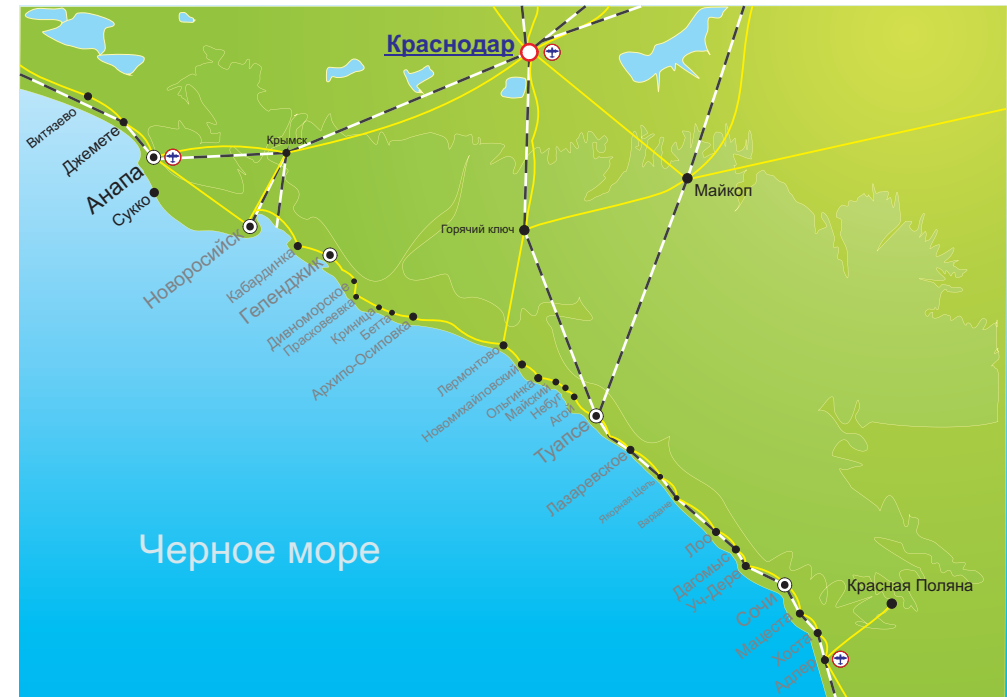 Краснодар
Витязево
Джемете
Крымск
Анапа
Сукко
Майкоп
Горячий ключ
Новоросийск
Кабардинка
Геленджик
Дивноморское
Прасковеевка
Криница
Бетта
Архипо-Осиповка
Лермонтово
Новомихайловский
Ольгинка
Майский
Небуг
Агой
Туапсе
Лазаревское
Якорная Щель
Вардане
Черное море
Лоо
Дагомыс
Уч-Дере
Красная Поляна
Сочи
Мацеста
Хоста
Адлер